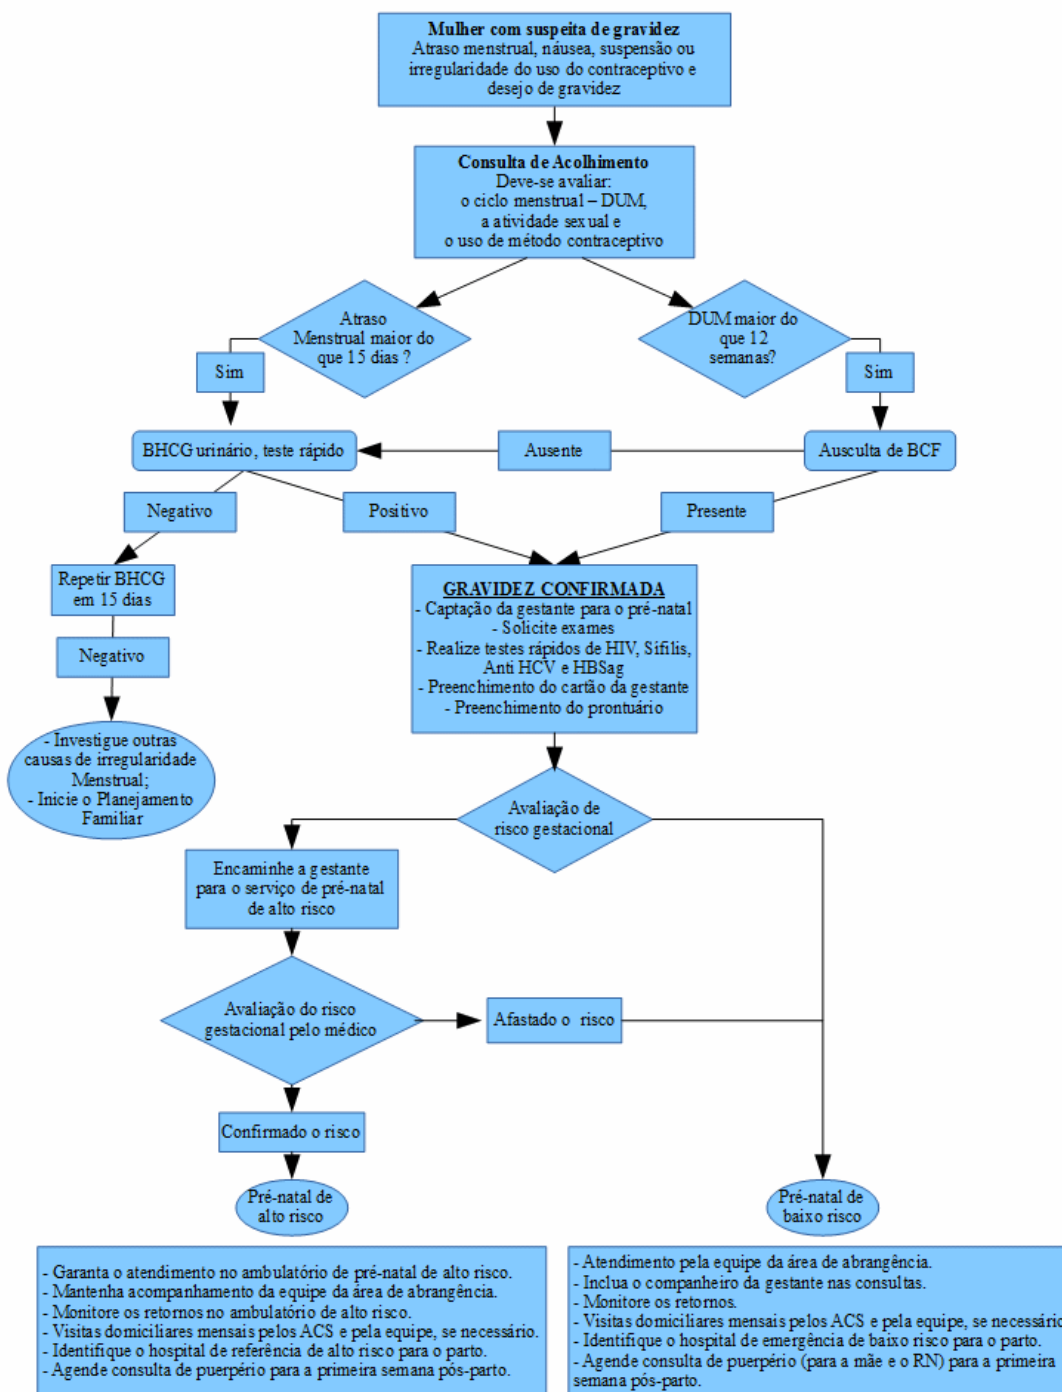 Mulher com suspeita de gravidez
Atraso menstrual, náusea, suspensão ou
irregularidade do uso do contraceptivo e
desejo de gravidez
Consulta de Acolhimento
Deve-se avaliar:
o ciclo menstrual – DUM,
a atividade sexual e
o uso de método contraceptivo
Atraso
Menstrual maior do
que 15 dias ?
DUM maior do
que 12
semanas?
Sim
Sim
BHCG urinário, teste rápido
Ausente
Ausculta de BCF
Negativo
Positivo
Presente
Repetir BHCG
em 15 dias
Negativo
- Investigue outras
causas de irregularidade
Menstrual;
- Inicie o Planejamento
Familiar
GRAVIDEZ CONFIRMADA
- Captação da gestante para o pré-natal
- Solicite exames
- Realize testes rápidos de HIV, Sífilis,
Anti HCV e HBSag
- Preenchimento do cartão da gestante
- Preenchimento do prontuário
Avaliação de
risco gestacional
Encaminhe a gestante
para o serviço de pré-natal
de alto risco
Avaliação do risco
gestacional pelo médico
Afastado o risco
Confirmado o risco
Pré-natal de
alto risco
Pré-natal de
baixo risco
- Garanta o atendimento no ambulatório de pré-natal de alto risco.
- Mantenha acompanhamento da equipe da área de abrangência.
- Monitore os retornos no ambulatório de alto risco.
- Visitas domiciliares mensais pelos ACS e pela equipe, se necessário.
- Identifique o hospital de referência de alto risco para o parto.
- Agende consulta de puerpério para a primeira semana pós-parto.
- Atendimento pela equipe da área de abrangência.
- Inclua o companheiro da gestante nas consultas.
- Monitore os retornos.
- Visitas domiciliares mensais pelos ACS e pela equipe, se necessário
- Identifique o hospital de emergência de baixo risco para o parto.
- Agende consulta de puerpério (para a mãe e o RN) para a primeira
semana pós-parto.